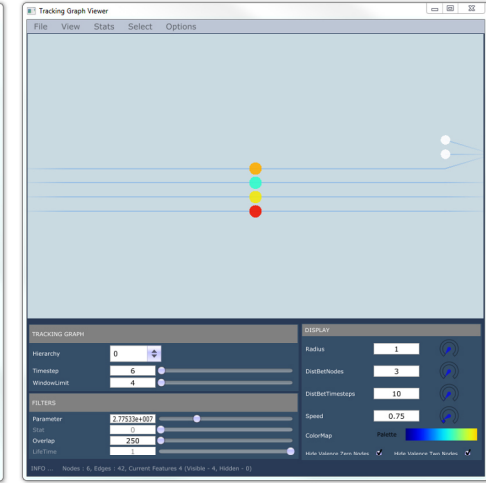 Tracking Graph Viewer
File View Stats Select Options
TRACKING GRAPH
Hierarchy 0
Timestep 6
WindowLimit 4
FILTERS
Parameter 2.77533e+007
Stat 0
Overlap 250
LifeTime 1
DISPLAY
Radius 1
DistBetNodes 3
DistBetTimesteps 10
Speed 0.75
ColorMap Palette
Hide Valence Zero Nodes Hide Valence Two Nodes
INFO ... Nodes : 6, Edges : 42, Current Features 4 (Visible - 4, Hidden - 0)